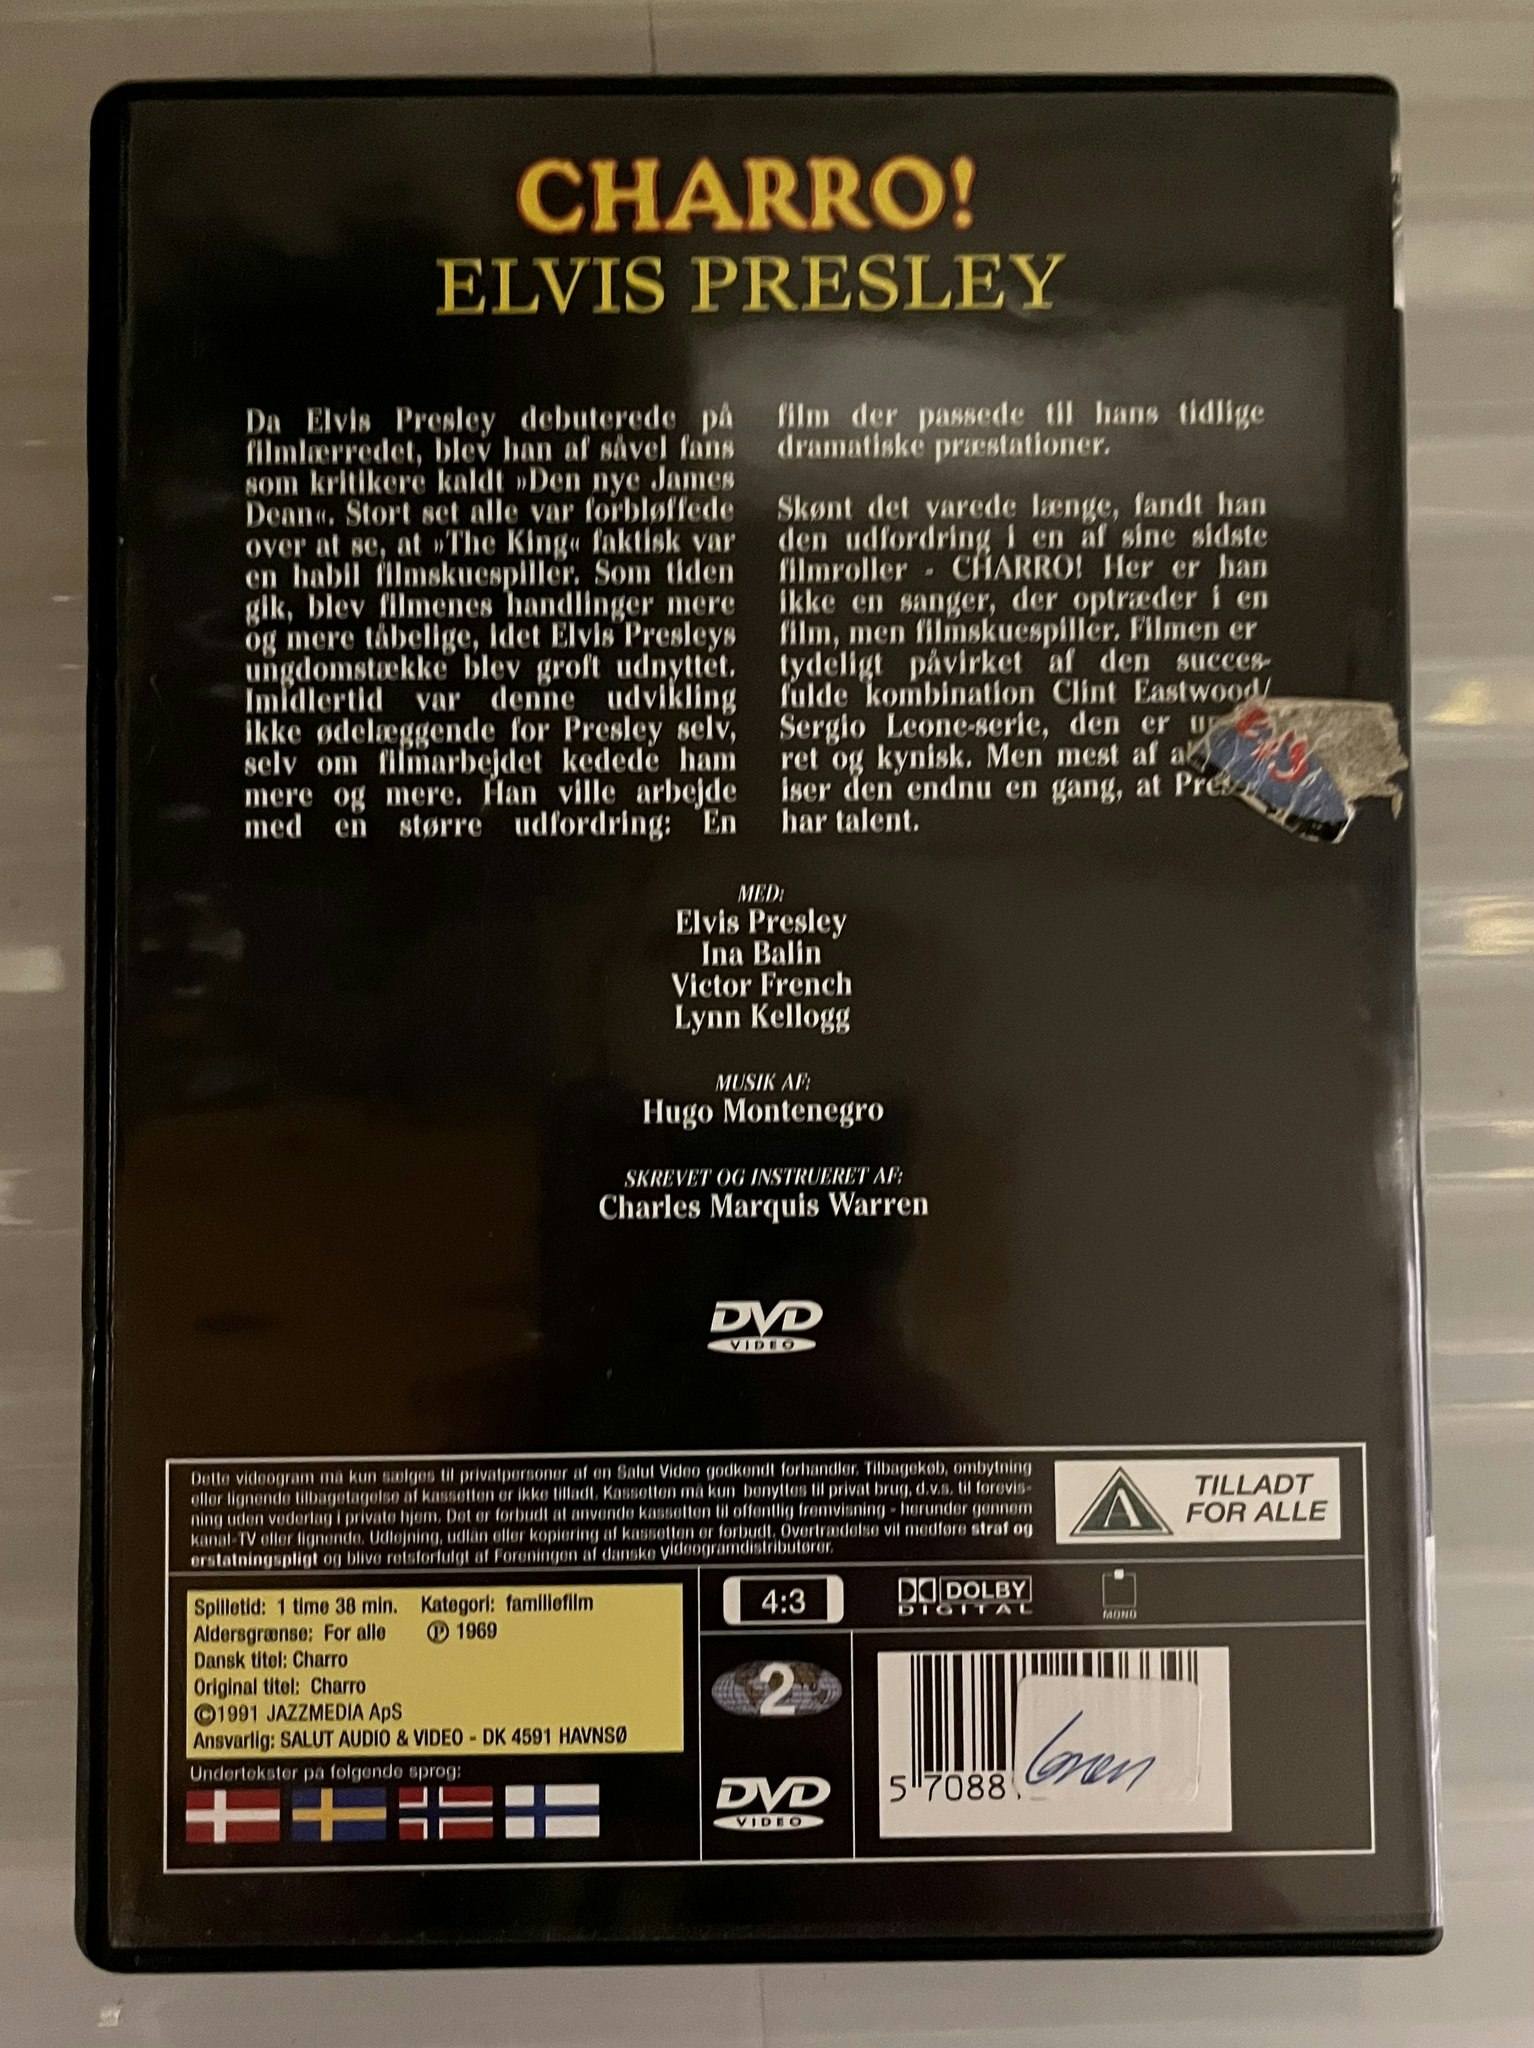 CHARRO!
ELVIS PRESLEY
Da Elvis Presley debuterede på
filmlærredet, blev han af såvel fans
som kritikere kaldt »Den nye James
Dean«. Stort set alle var forbløffede
over at se, at »The King« faktisk var
en habil filmskuespiller. Som tiden
gik, blev filmenes handlinger mere
og mere tåbelige, idet Elvis Presleys
ungdomstække blev groft udnyttet.
Imidlertid var denne udvikling
ikke ødelæggende for Presley selv,
selv om filmarbejdet kedede ham
mere og mere. Han ville arbejde
med en større udfordring: En
film der passede til hans tidlige
dramatiske præstationer.
Skønt det varede længe, fandt han
den udfordring i en af sine sidste
filmroller - CHARRO! Her er han
ikke en sanger, der optræder i en
film, men filmskuespiller. Filmen er
tydeligt påvirket af den succes-
fulde kombination Clint Eastwood/
Sergio Leone-serie, den er
ret og kynisk. Men mest af
iser den endnu en gang, at
har talent.
MED:
Elvis Presley
Ina Balin
Victor French
Lynn Kellogg
MUSIK AF:
Hugo Montenegro
SKREVET OG INSTRUERET AF:
Charles Marquis Warren
DVD
VIDEO
Dette videogram må kun sælges til privatpersoner af en Salut Video godkendt forhandler. Tilbagekøb, ombytning
eller lignende tilbagetagelse af kassetten er ikke tilladt. Kassetten må kun benyttes til privat brug, d.v.s. til forevis-
ning uden vederlag i private hjem. Det er forbudt at anvende kassetten til offentlig fremvisning - herunder gennem
kanal-TV eller lignende. Udlejning, udlån eller kopiering af kassetten er forbudt. Overtrædelse vil medføre straf og
erstatningspligt og blive retsforfulgt af Foreningen af danske videogramdistributører.
A
TILLADT
FOR ALLE
Spilletid: 1 time 38 min. Kategori: familiefilm
Aldersgrænse: For alle Ⓟ 1969
Dansk titel: Charro
Original titel: Charro
©1991 JAZZMEDIA ApS
Ansvarlig: SALUT AUDIO & VIDEO - DK 4591 HAVNSØ
Undertekster på følgende sprog:
4:3
DOLBY
DIGITAL
MONO
2
DVD
VIDEO
5 7088